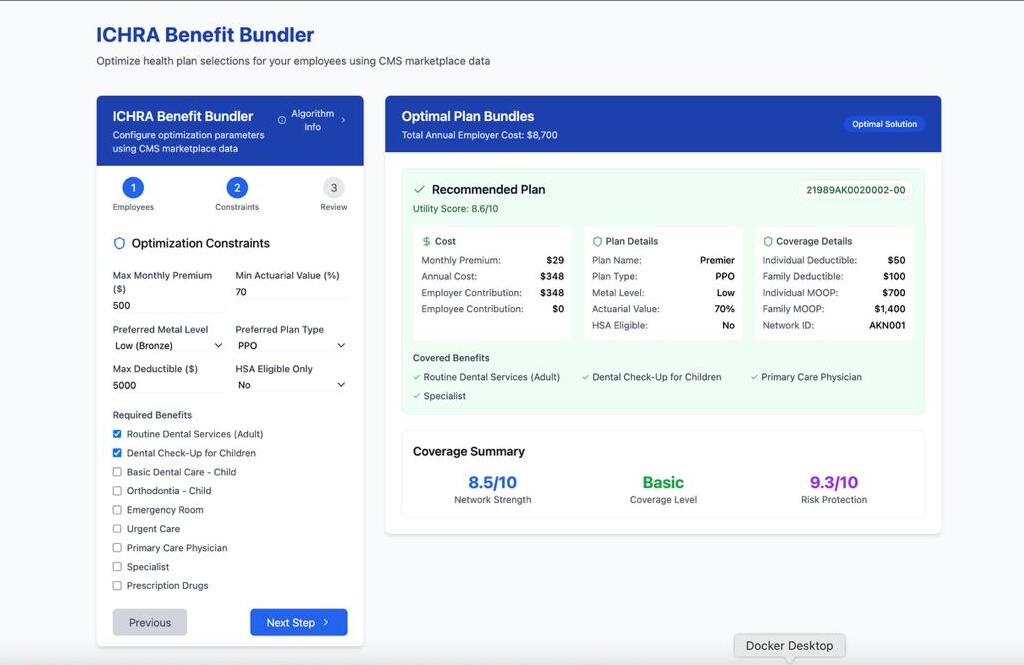 ICHRA Benefit Bundler
Optimize health plan selections for your employees using CMS marketplace data
ICHRA Benefit Bundler
Configure optimization parameters
using CMS marketplace data
Algorithm
Info
1
2
3
Employees
Constraints
Review
Optimization Constraints
Max Monthly Premium
($)
500
Min Actuarial Value (%)
70
Preferred Metal Level
Low (Bronze)
Preferred Plan Type
PPO
Max Deductible ($)
5000
HSA Eligible Only
No
Required Benefits
Routine Dental Services (Adult)
Dental Check-Up for Children
Basic Dental Care - Child
Orthodontia - Child
Emergency Room
Urgent Care
Primary Care Physician
Specialist
Prescription Drugs
Previous
Next Step
Optimal Plan Bundles
Total Annual Employer Cost: $8,700
Optimal Solution
Recommended Plan
21989AK0020002-00
Utility Score: 8.6/10
Cost
Monthly Premium: $29
Annual Cost: $348
Employer Contribution: $348
Employee Contribution: $0
Plan Details
Plan Name: Premier
Plan Type: PPO
Metal Level: Low
Actuarial Value: 70%
HSA Eligible: No
Coverage Details
Individual Deductible: $50
Family Deductible: $100
Individual MOOP: $700
Family MOOP: $1,400
Network ID: AKN001
Covered Benefits
Routine Dental Services (Adult)
Dental Check-Up for Children
Primary Care Physician
Specialist
Coverage Summary
8.5/10
Network Strength
Basic
Coverage Level
9.3/10
Risk Protection
Docker Desktop